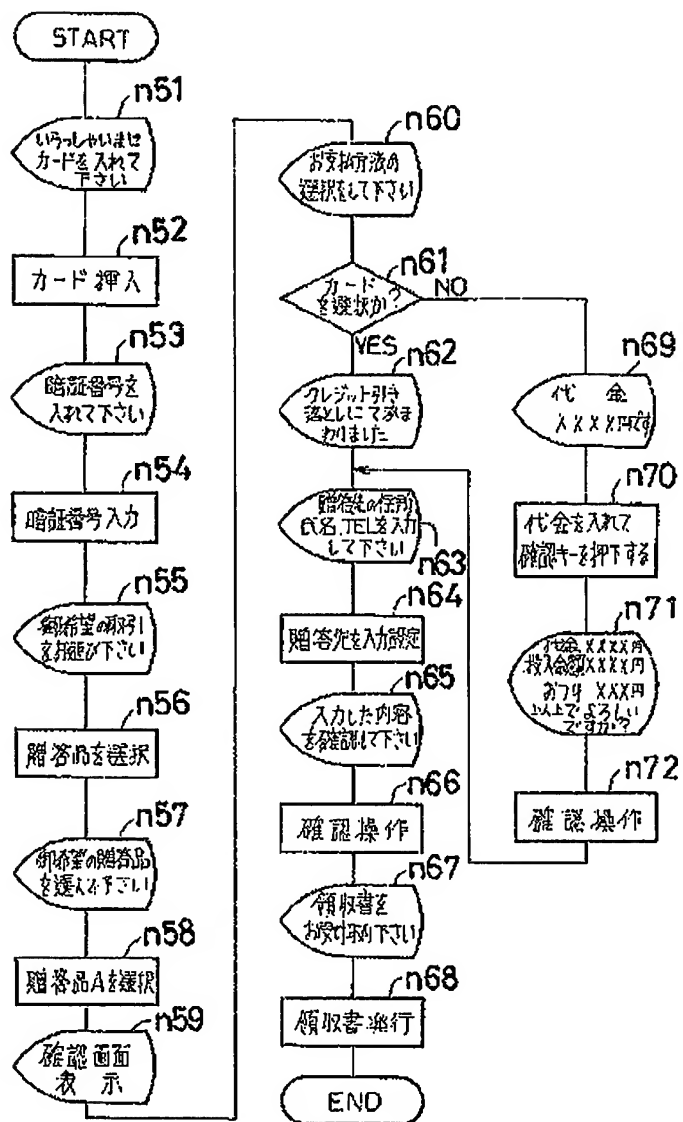 START
n51
いらっしゃいませ
カードを入れて
下さい
n52
カード挿入
n53
暗証番号を
入れて下さい
n54
暗証番号入力
n55
御希望の取引
をお選び下さい
n56
贈答品を選択
n57
御希望の贈答品
を選んで下さい
n58
贈答品Aを選択
n59
確認画面
表示
n60
お支払方法の
選択をして下さい
n61
カード
を選択か?
NO
YES
n62
クレジット引き
落としにて承ま
わりました
n63
贈答先の住所
氏名、TELを入力
して下さい
n64
贈答先を入力設定
n65
入力した内容
を確認して下さい
n66
確認操作
n67
領収書を
お受け取り下さい
n68
領収書発行
END
n69
代金
XXXX円です
n70
代金を入れて
確認キーを押下する
n71
代金 XXXX円
投入金額XXXX円
おつり XXX円
以上でよろしい
ですか?
n72
確認操作